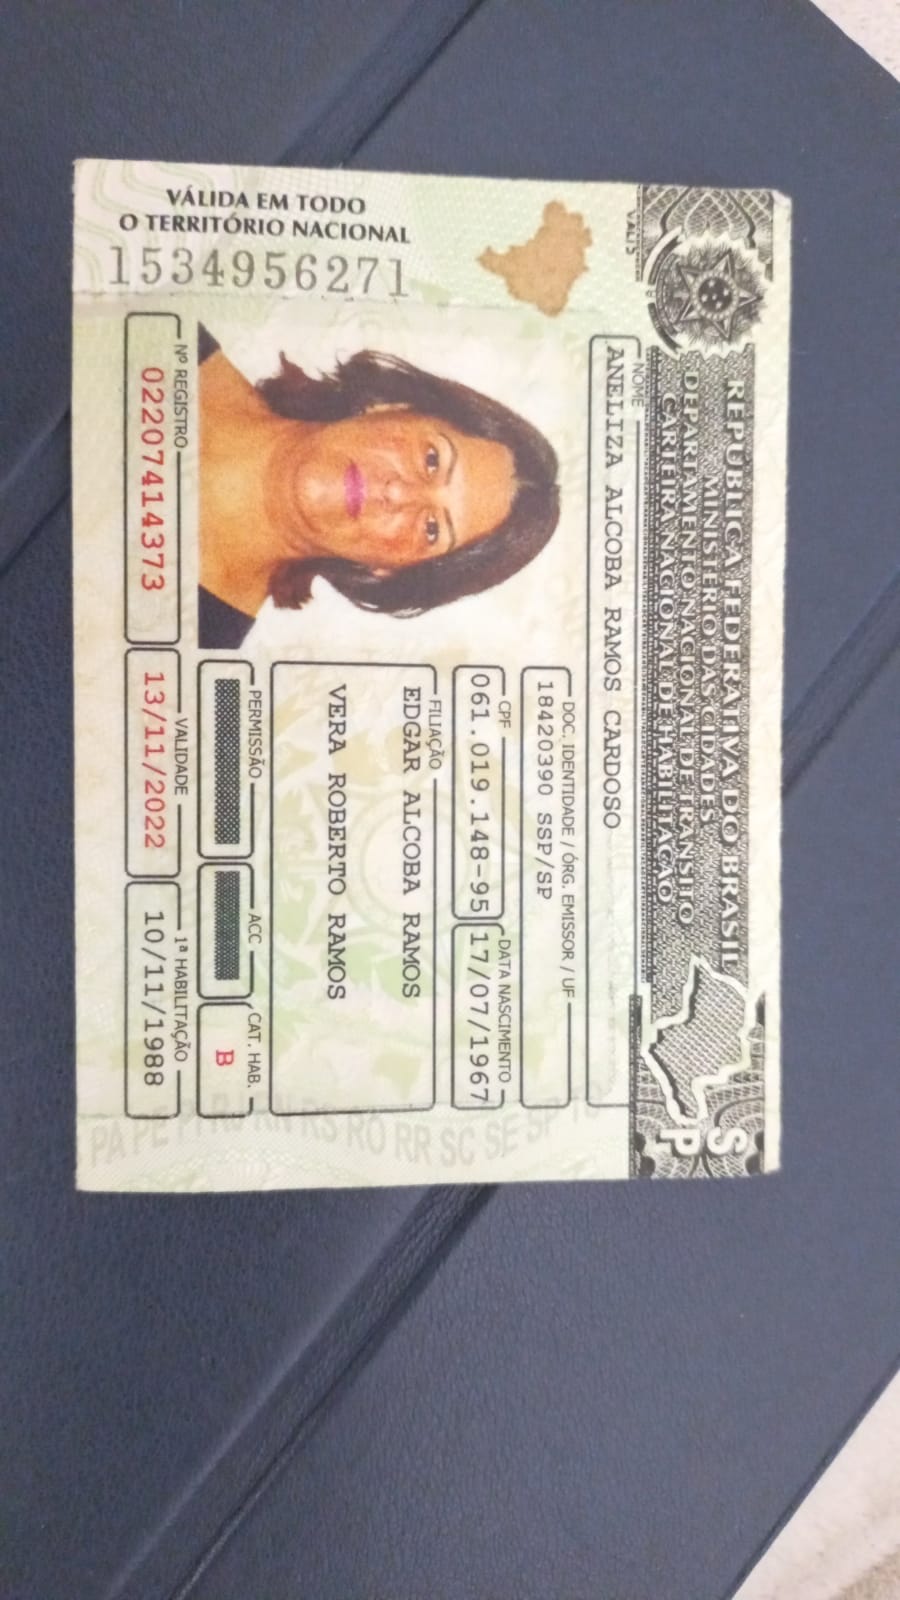 REPÚBLICA FEDERATIVA DO BRASIL
MINISTÉRIO DAS CIDADES
DEPARTAMENTO NACIONAL DE TRÂNSITO
CARTEIRA NACIONAL DE HABILITAÇÃO
SP
NOME
ANELIZA ALCOBA RAMOS CARDOSO
DOC. IDENTIDADE / ÓRG. EMISSOR / UF
18420390 SSP/SP
CPF
061.019.148-95
DATA NASCIMENTO
17/07/1967
FILIAÇÃO
EDGAR ALCOBA RAMOS
VERA ROBERTO RAMOS
PERMISSÃO
ACC
CAT. HAB.
B
Nº REGISTRO
02207414373
VALIDADE
13/11/2022
1ª HABILITAÇÃO
10/11/1988
VÁLIDA EM TODO
O TERRITÓRIO NACIONAL
1534956271
PA PE PI RJ RN RS RO RR SC SE SP TO